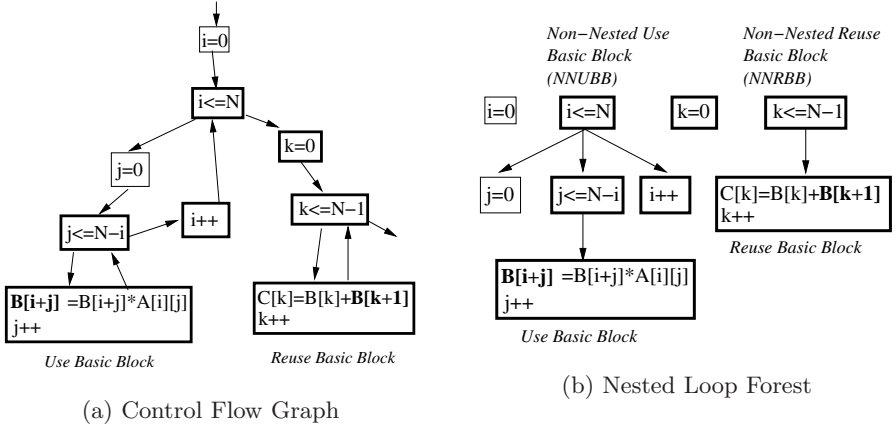 i=0
i<=N
j=0
k=0
i++
k<=N−1
j<=N−i
B[i+j] =B[i+j]*A[i][j]
j++
C[k]=B[k]+B[k+1]
k++
Use Basic Block
Reuse Basic Block
(a) Control Flow Graph
Non−Nested Use
Basic Block
(NNUBB)
Non−Nested Reuse
Basic Block
(NNRBB)
i=0
i<=N
k=0
k<=N−1
j=0
j<=N−i
i++
C[k]=B[k]+B[k+1]
k++
Reuse Basic Block
B[i+j] =B[i+j]*A[i][j]
j++
Use Basic Block
(b) Nested Loop Forest